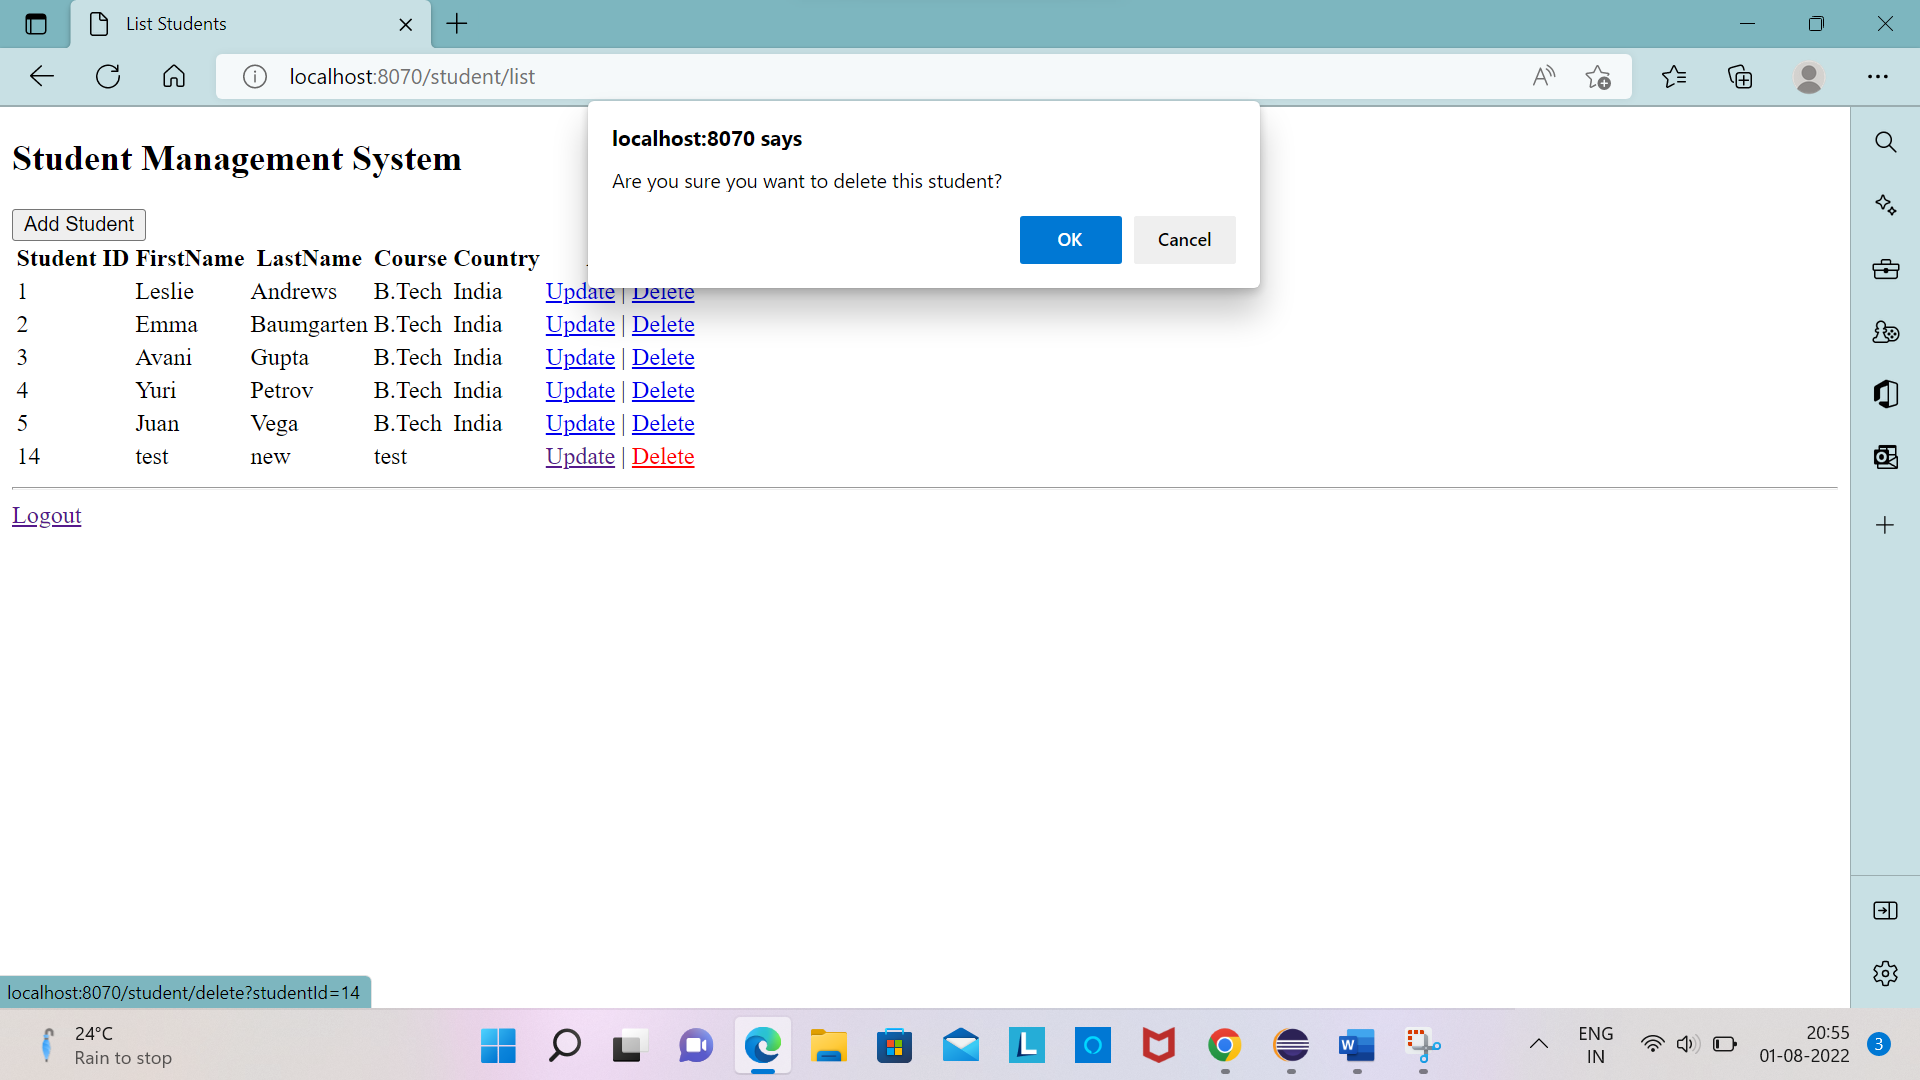 List Students
localhost:8070/student/list
localhost:8070 says
Are you sure you want to delete this student?
OK Cancel
Student Management System
Add Student
Student ID FirstName LastName Course Country
1 Leslie Andrews B.Tech India Update | Delete
2 Emma Baumgarten B.Tech India Update | Delete
3 Avani Gupta B.Tech India Update | Delete
4 Yuri Petrov B.Tech India Update | Delete
5 Juan Vega B.Tech India Update | Delete
14 test new test Update | Delete
Logout
localhost:8070/student/delete?studentId=14
24°C
Rain to stop
ENG
IN
20:55
01-08-2022
3